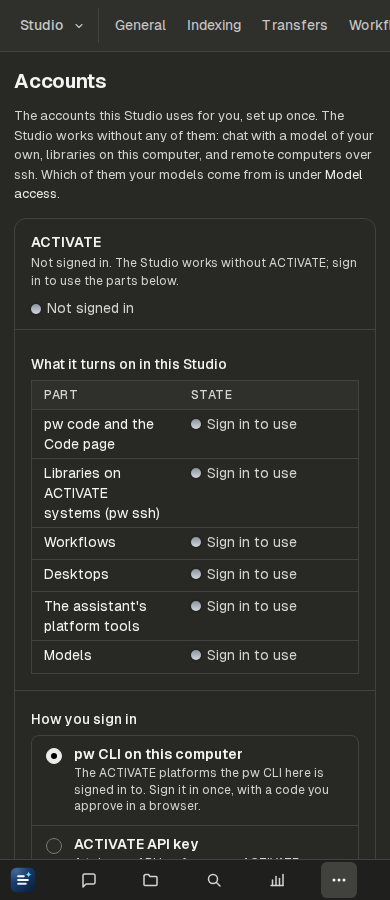 Studio General Indexing Transfers Workf
Accounts
The accounts this Studio uses for you, set up once. The
Studio works without any of them: chat with a model of your
own, libraries on this computer, and remote computers over
ssh. Which of them your models come from is under Model
access.
ACTIVATE
Not signed in. The Studio works without ACTIVATE; sign
in to use the parts below.
Not signed in
What it turns on in this Studio
PART STATE
pw code and the
Code page
Sign in to use
Libraries on
ACTIVATE
systems (pw ssh)
Sign in to use
Workflows Sign in to use
Desktops Sign in to use
The assistant's
platform tools
Sign in to use
Models Sign in to use
How you sign in
pw CLI on this computer
The ACTIVATE platforms the pw CLI here is
signed in to. Sign it in once, with a code you
approve in a browser.
ACTIVATE API key